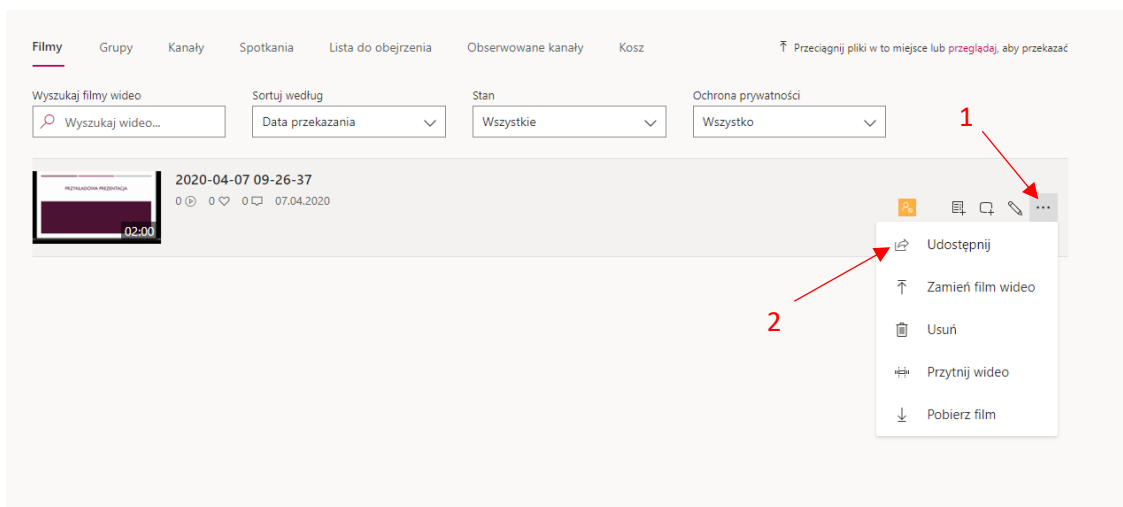 Filmy Grupy Kanały Spotkania Lista do obejrzenia Obserwowane kanały Kosz Przeciągnij pliki w to miejsce lub przeglądaj, aby przekazać
Wyszukaj filmy wideo Sortuj według Stan Ochrona prywatności
Wyszukaj wideo... Data przekazania Wszystkie Wszystko
1
PRZYKŁADOWA PREZENTACJA
02:00
2020-04-07 09-26-37
0 0 0 07.04.2020
Udostępnij
Zamień film wideo
2
Usuń
Przytnij wideo
Pobierz film